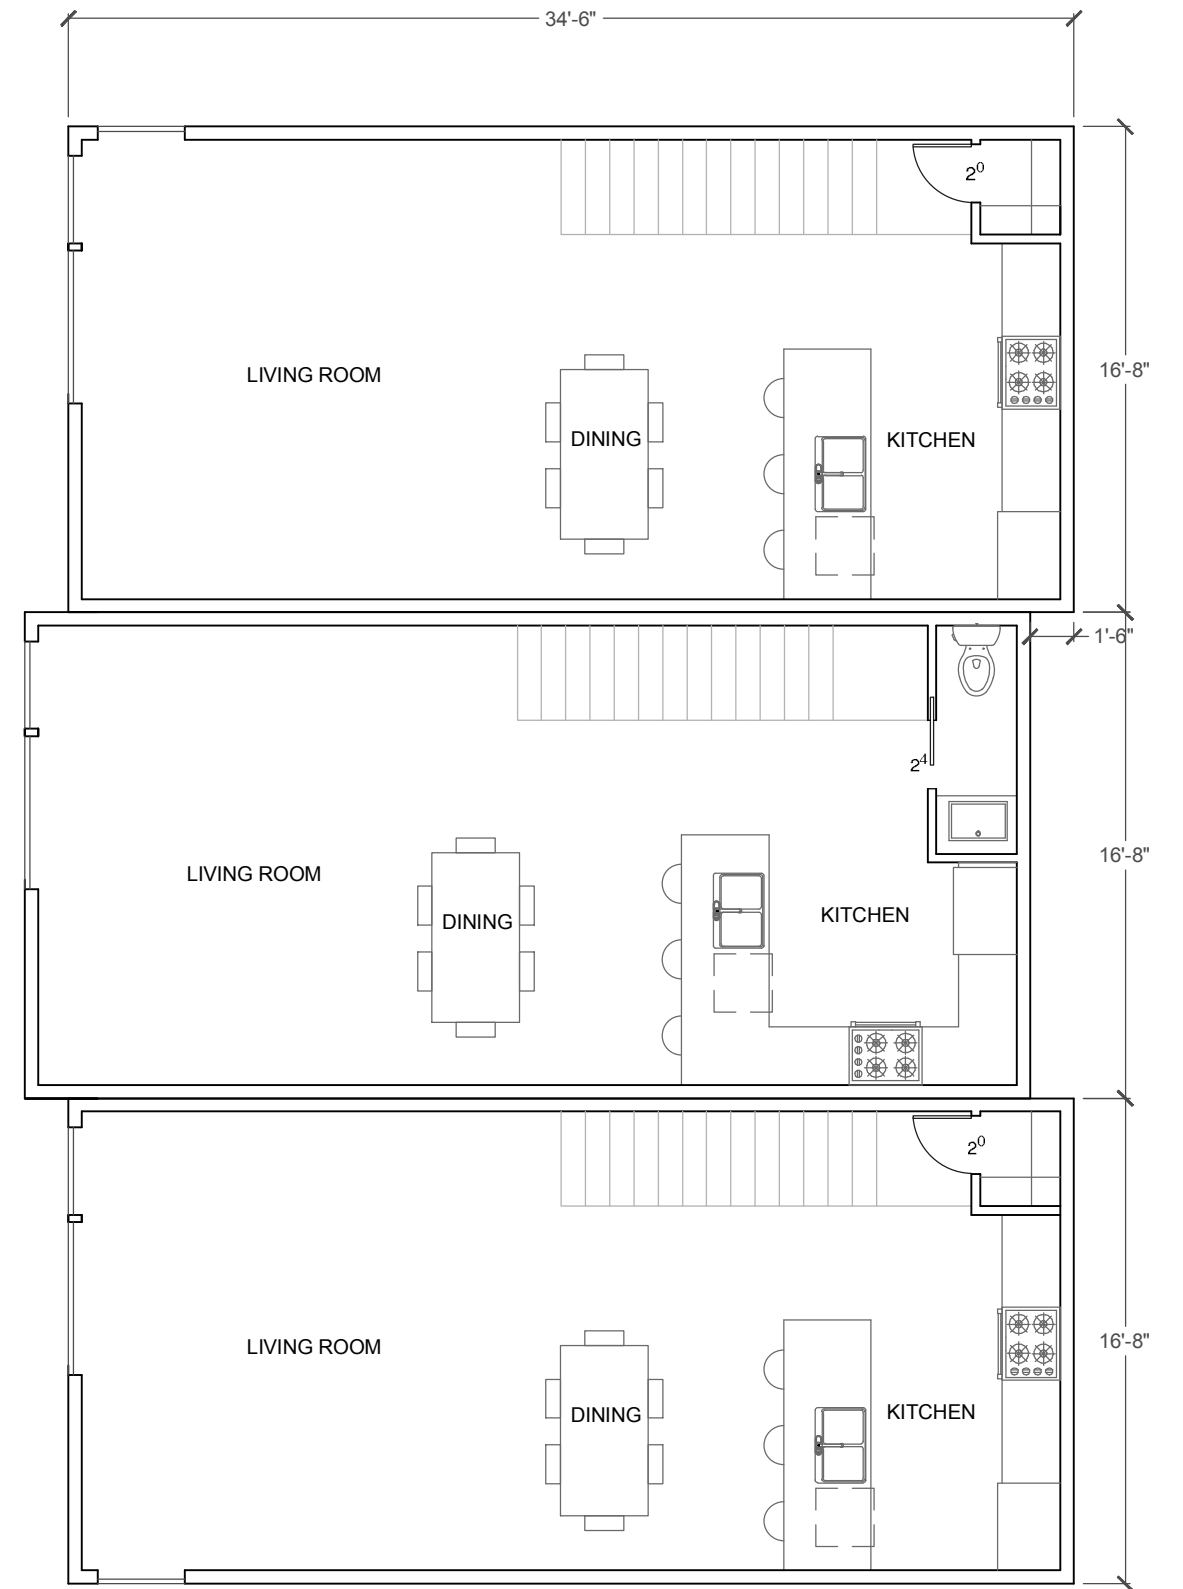 34'-6"
2⁰
16'-8"
LIVING ROOM
DINING
KITCHEN
1'-6"
2⁴
16'-8"
LIVING ROOM
DINING
KITCHEN
2⁰
16'-8"
LIVING ROOM
DINING
KITCHEN